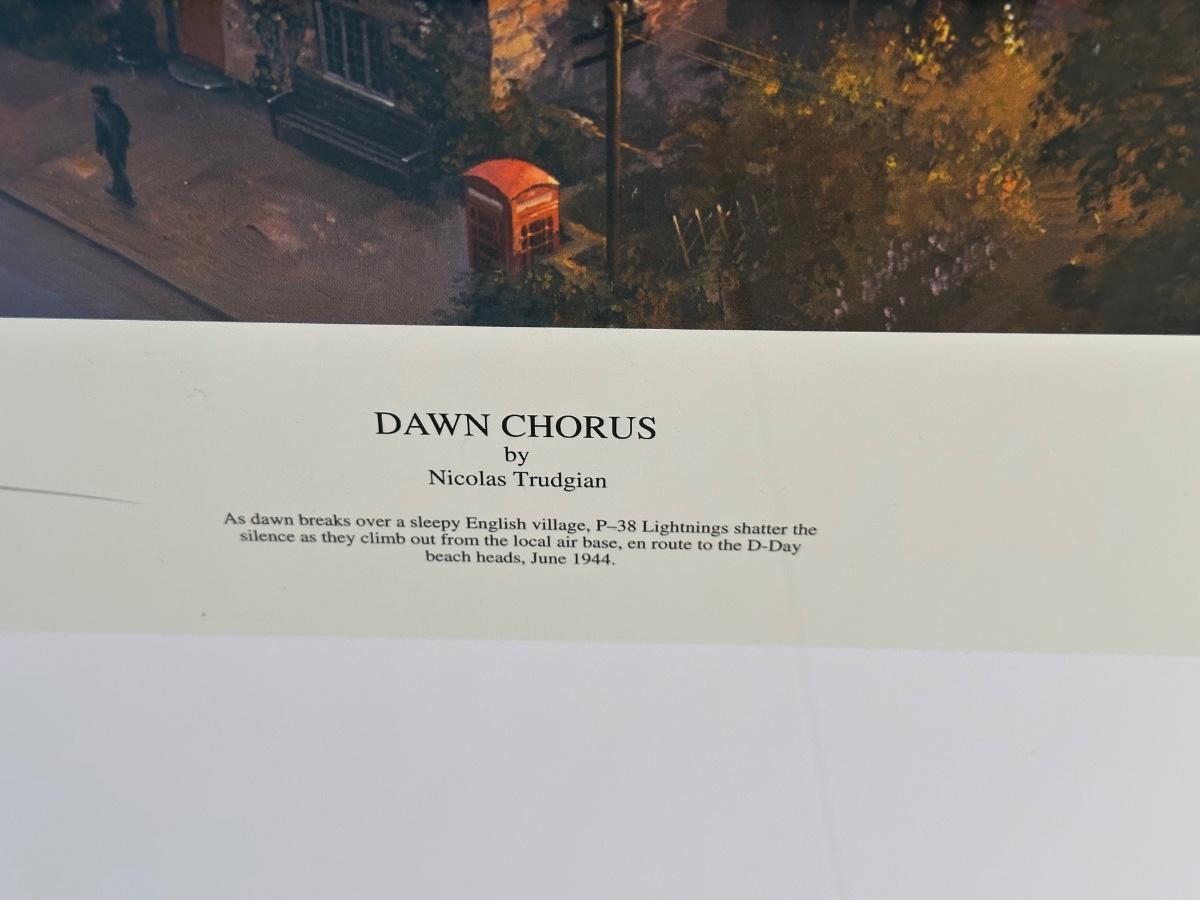 DAWN CHORUS
by
Nicolas Trudgian
As dawn breaks over a sleepy English village, P–38 Lightnings shatter the
silence as they climb out from the local air base, en route to the D-Day
beach heads, June 1944.